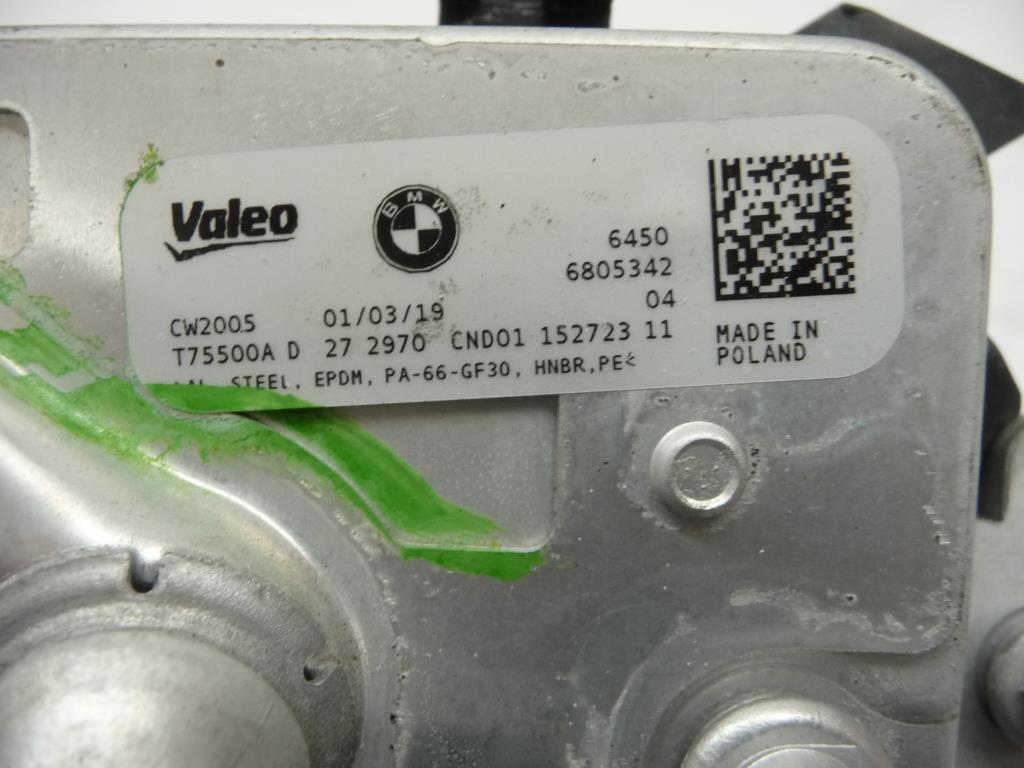 Valeo
BMW
6450
6805342
04
CW2005 01/03/19
T75500A D 27 2970 CND01 152723 11
STEEL, EPDM, PA-66-GF30, HNBR,PE<
MADE IN
POLAND